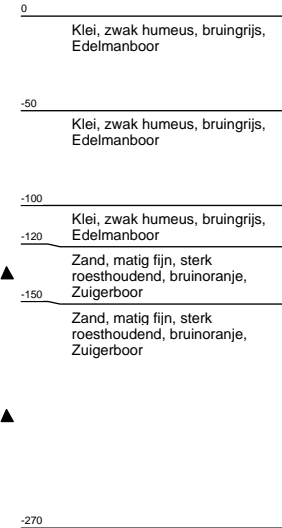 0
Klei, zwak humeus, bruingrijs,
Edelmanboor
-50
Klei, zwak humeus, bruingrijs,
Edelmanboor
-100
Klei, zwak humeus, bruingrijs,
Edelmanboor
-120
Zand, matig fijn, sterk
roesthoudend, bruinoranje,
Zuigerboor
-150
Zand, matig fijn, sterk
roesthoudend, bruinoranje,
Zuigerboor
-270